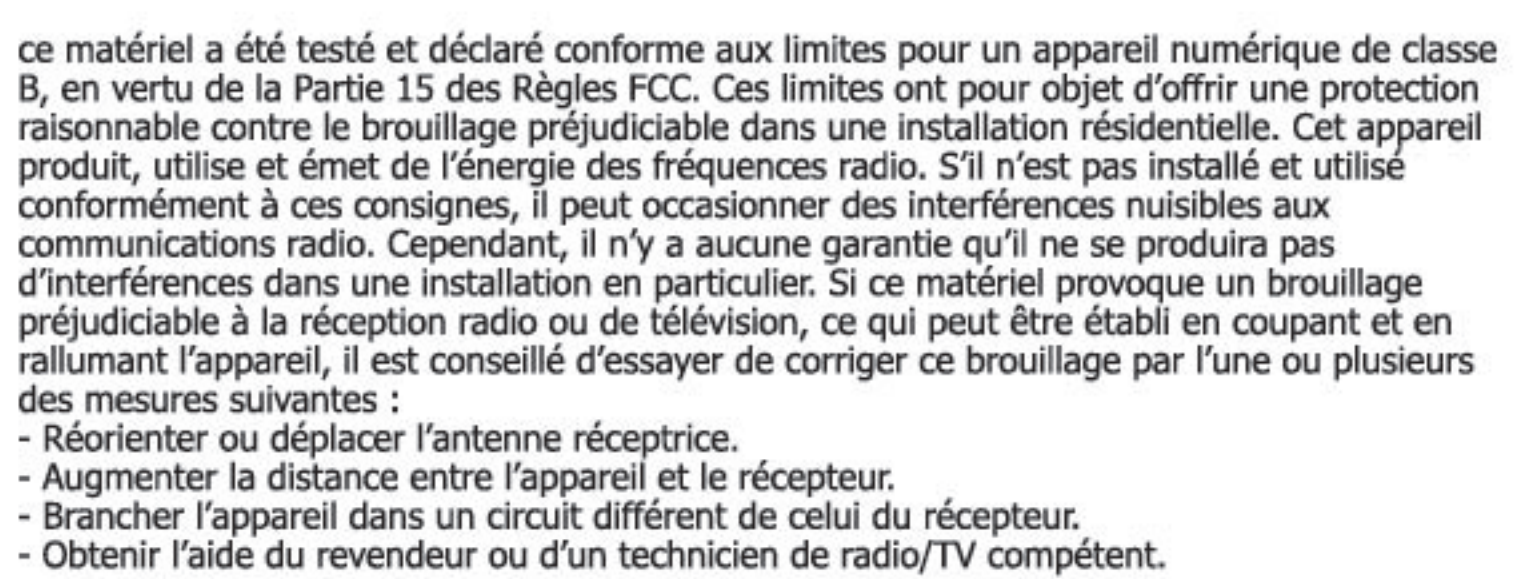 ce matériel a été testé et déclaré conforme aux limites pour un appareil numérique de classe
B, en vertu de la Partie 15 des Règles FCC. Ces limites ont pour objet d’offrir une protection
raisonnable contre le brouillage préjudiciable dans une installation résidentielle. Cet appareil
produit, utilise et émet de l’énergie des fréquences radio. S’il n’est pas installé et utilisé
conformément à ces consignes, il peut occasionner des interférences nuisibles aux
communications radio. Cependant, il n’y a aucune garantie qu’il ne se produira pas
d’interférences dans une installation en particulier. Si ce matériel provoque un brouillage
préjudiciable à la réception radio ou de télévision, ce qui peut être établi en coupant et en
rallumant l’appareil, il est conseillé d’essayer de corriger ce brouillage par l’une ou plusieurs
des mesures suivantes :
- Réorienter ou déplacer l’antenne réceptrice.
- Augmenter la distance entre l’appareil et le récepteur.
- Brancher l’appareil dans un circuit différent de celui du récepteur.
- Obtenir l’aide du revendeur ou d’un technicien de radio/TV compétent.